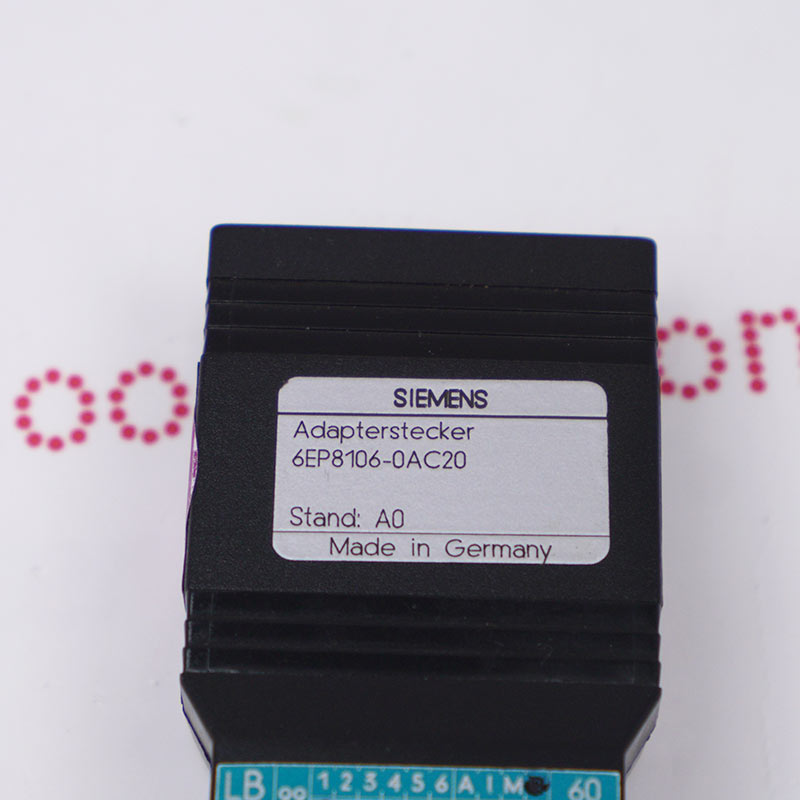 SIEMENS
Adapterstecker
6EP8106-0AC20
Stand: A0
Made in Germany
LB 1 2 3 4 5 6 A I M 60